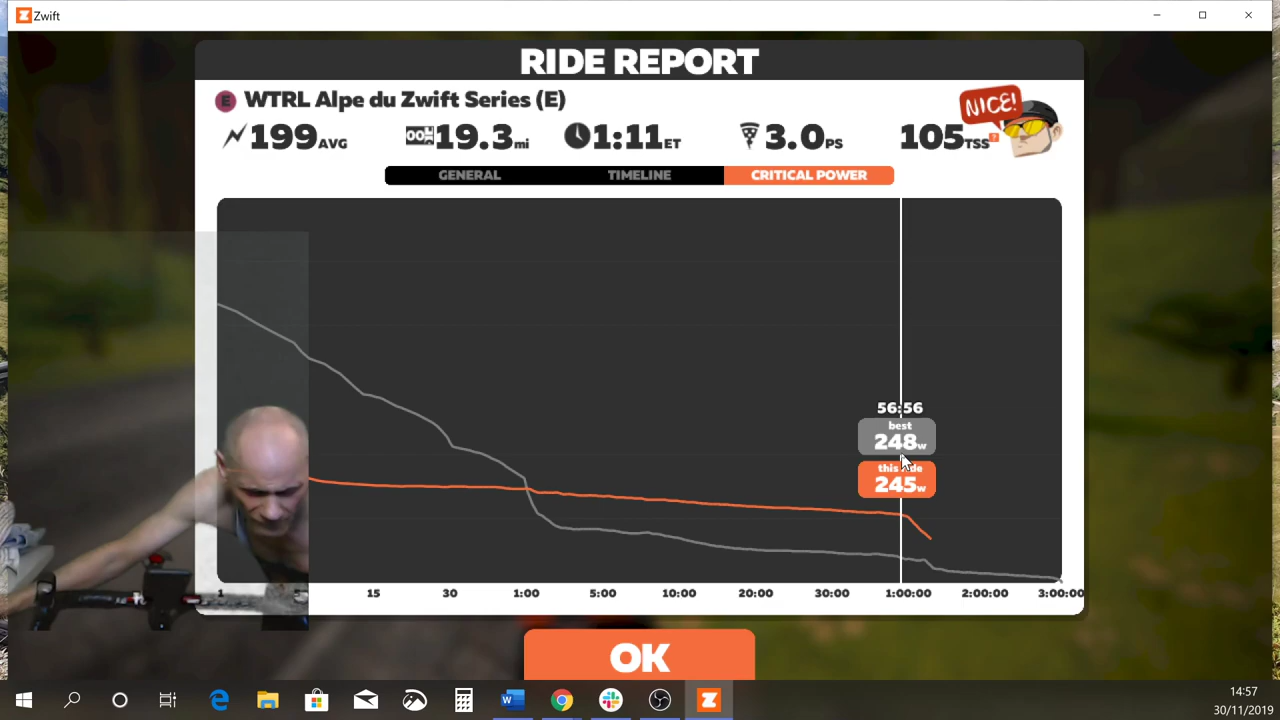 Zwift
RIDE REPORT
E WTRL Alpe du Zwift Series (E)
199AVG 19.3mi 1:11ET 3.0PS 105TSS?
NICE!
GENERAL TIMELINE CRITICAL POWER
56:56
best
248w
this ride
245w
1 5 15 30 1:00 5:00 10:00 20:00 30:00 1:00:00 2:00:00 3:00:00
OK
14:57
30/11/2019